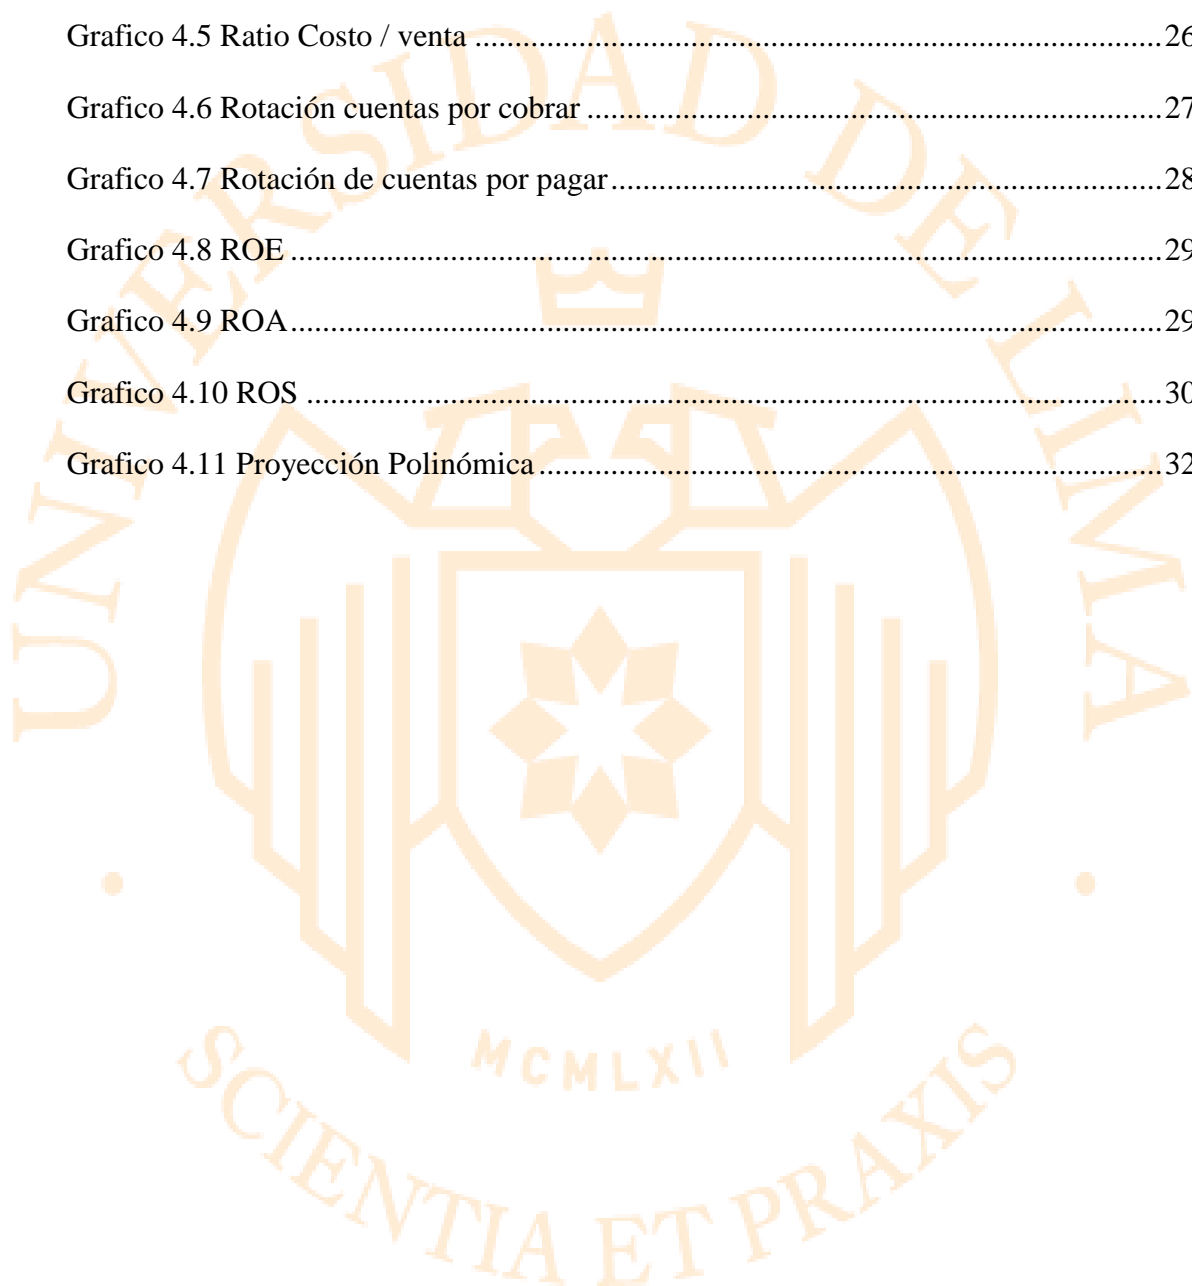 Grafico 4.5 Ratio Costo / venta ........................................................................................ 26
Grafico 4.6 Rotación cuentas por cobrar ......................................................................... 27
Grafico 4.7 Rotación de cuentas por pagar ...................................................................... 28
Grafico 4.8 ROE ............................................................................................................... 29
Grafico 4.9 ROA ............................................................................................................... 29
Grafico 4.10 ROS ............................................................................................................. 30
Grafico 4.11 Proyección Polinómica ................................................................................ 32
UNIVERSIDAD DE LIMA
MCMLXII
SCIENTIA ET PRAXIS